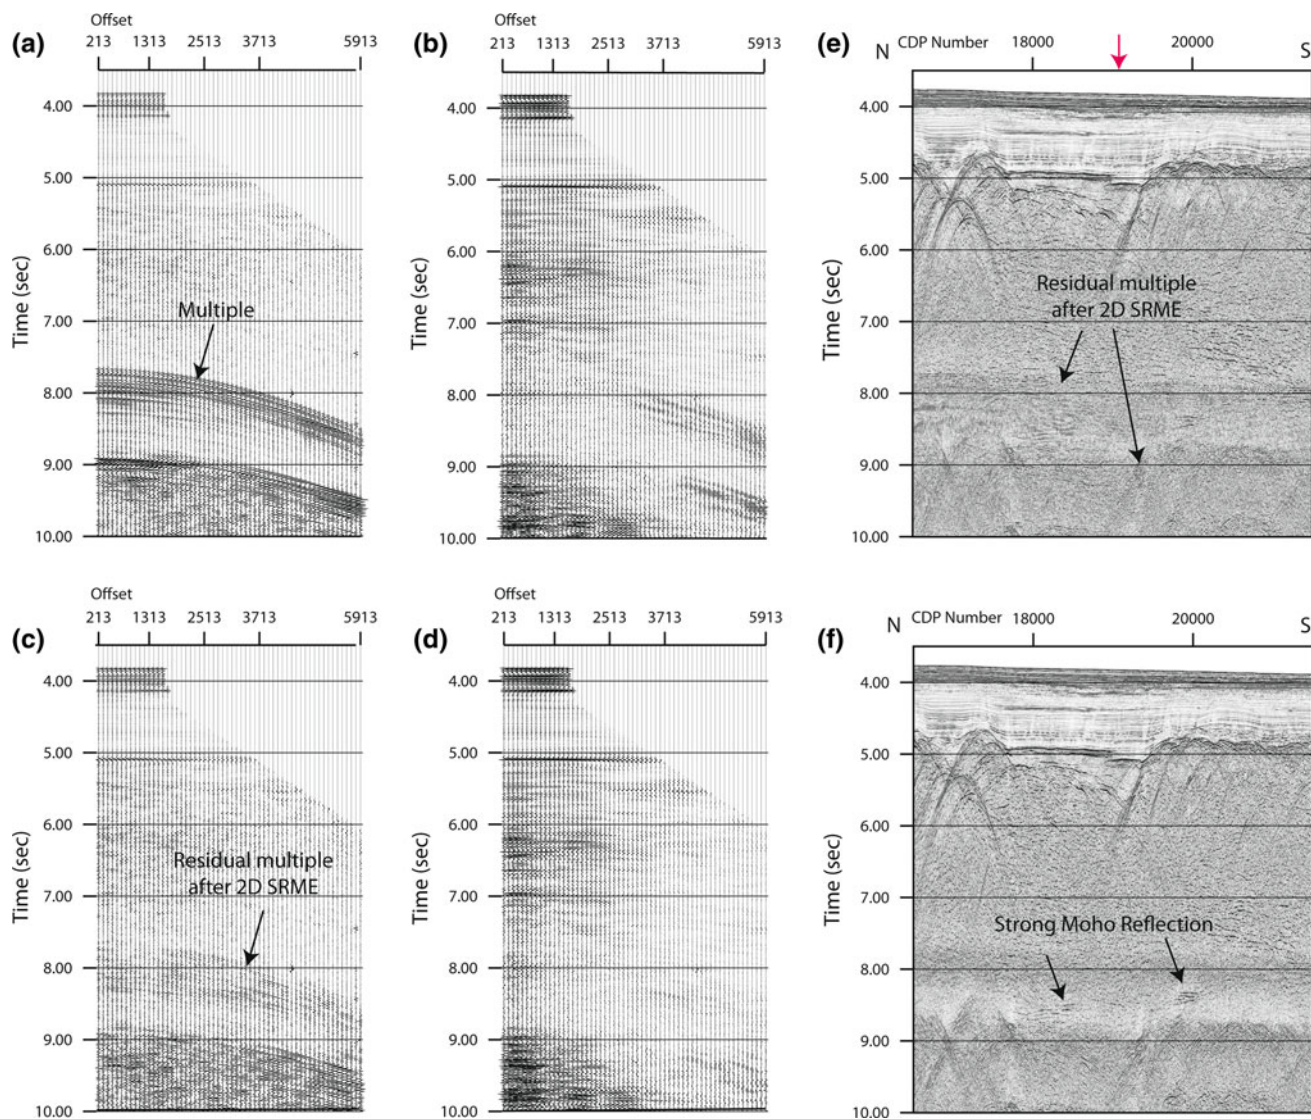 (a)
Offset
213 1313 2513 3713 5913
4.00
5.00
6.00
7.00
8.00
9.00
10.00
Time (sec)
Multiple
(b)
Offset
213 1313 2513 3713 5913
4.00
5.00
6.00
7.00
8.00
9.00
10.00
Time (sec)
(e)
N CDP Number 18000 20000 S
4.00
5.00
6.00
7.00
8.00
9.00
10.00
Time (sec)
Residual multiple
after 2D SRME
(c)
Offset
213 1313 2513 3713 5913
4.00
5.00
6.00
7.00
8.00
9.00
10.00
Time (sec)
Residual multiple
after 2D SRME
(d)
Offset
213 1313 2513 3713 5913
4.00
5.00
6.00
7.00
8.00
9.00
10.00
Time (sec)
(f)
N CDP Number 18000 20000 S
4.00
5.00
6.00
7.00
8.00
9.00
10.00
Time (sec)
Strong Moho Reflection